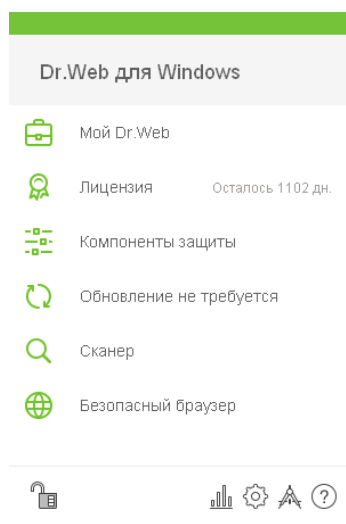 Dr.Web для Windows
Мой Dr.Web
Лицензия Осталось 1102 дн.
Компоненты защиты
Обновление не требуется
Сканер
Безопасный браузер